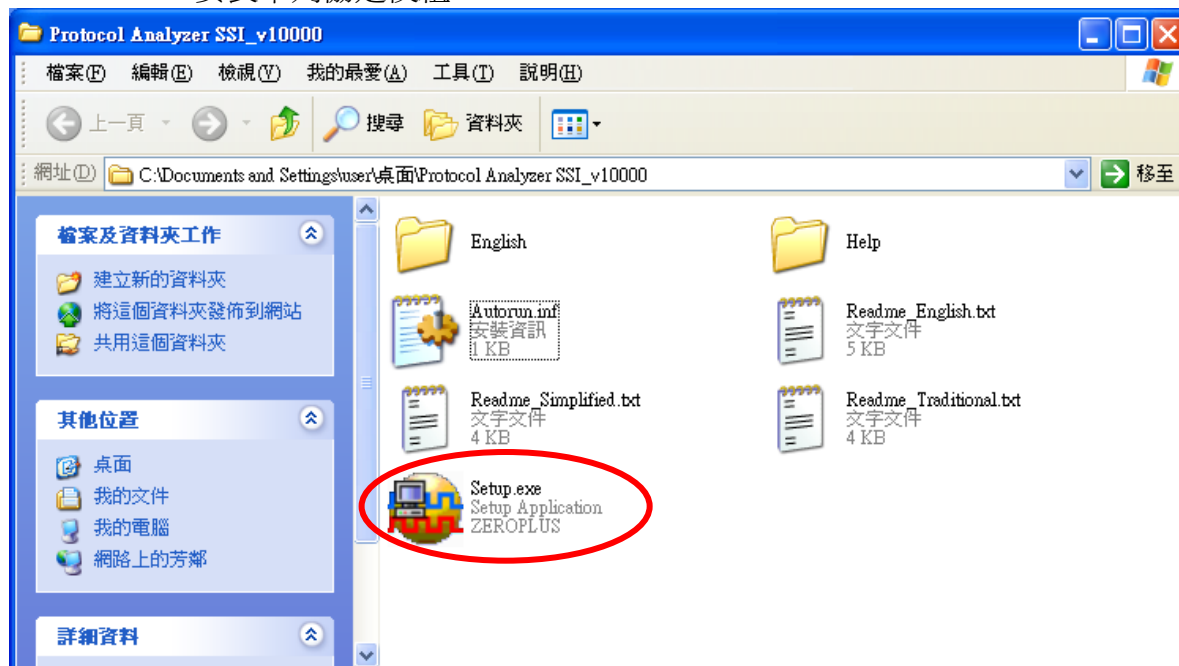 Protocol Analyzer SSI_v10000
檔案(F) 編輯(E) 檢視(V) 我的最愛(A) 工具(T) 說明(H)
上一頁 搜尋 資料夾
網址(D) C:\Documents and Settings\user\桌面\Protocol Analyzer SSI_v10000 移至
檔案及資料夾工作
建立新的資料夾
將這個資料夾發佈到網站
共用這個資料夾
其他位置
桌面
我的文件
我的電腦
網路上的芳鄰
詳細資料
English
Help
Autorun.inf
安裝資訊
1 KB
Readme_English.txt
文字文件
5 KB
Readme_Simplified.txt
文字文件
4 KB
Readme_Traditional.txt
文字文件
4 KB
Setup.exe
Setup Application
ZEROPLUS